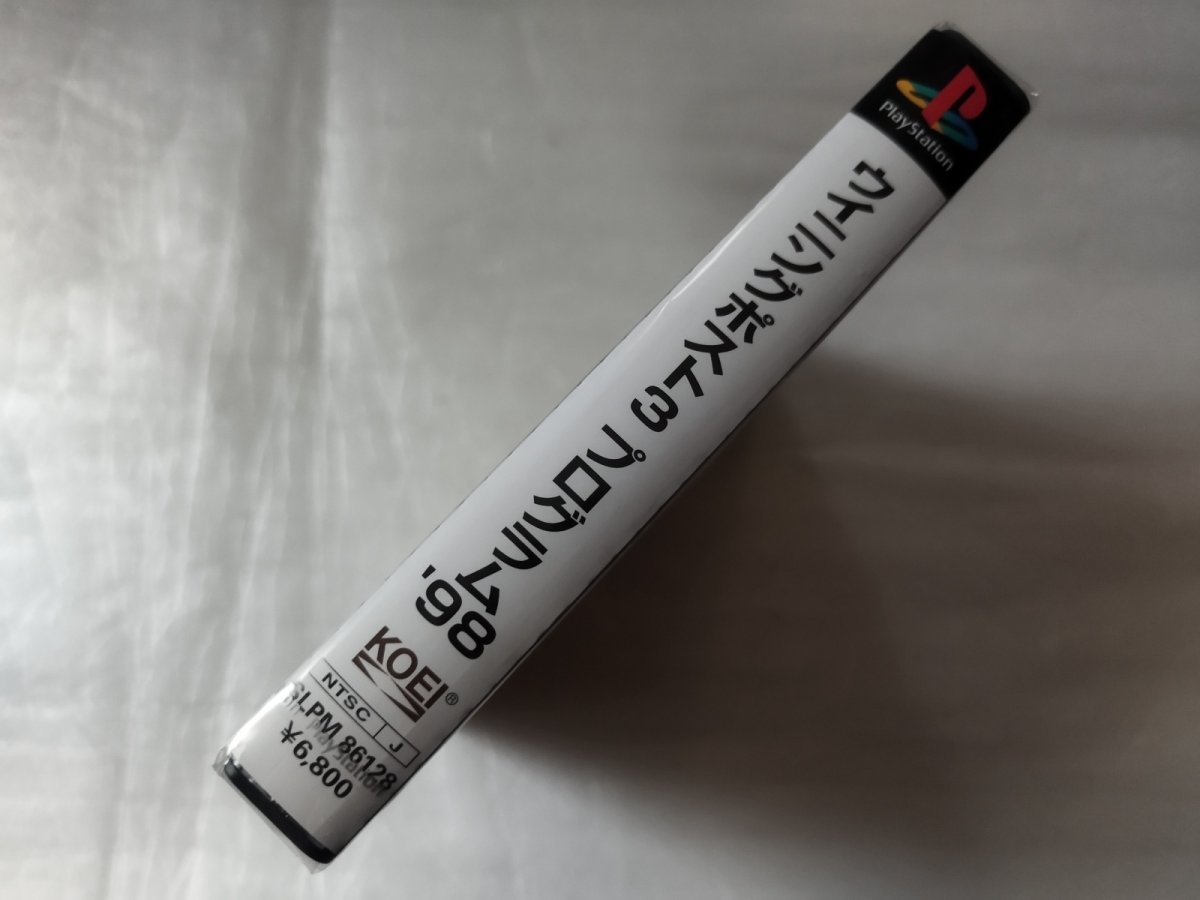 PlayStation
ウイニングポスト3 プログラム
'98
KOEI®
NTSC J
SLPM 86128
PlayStation
¥6,800